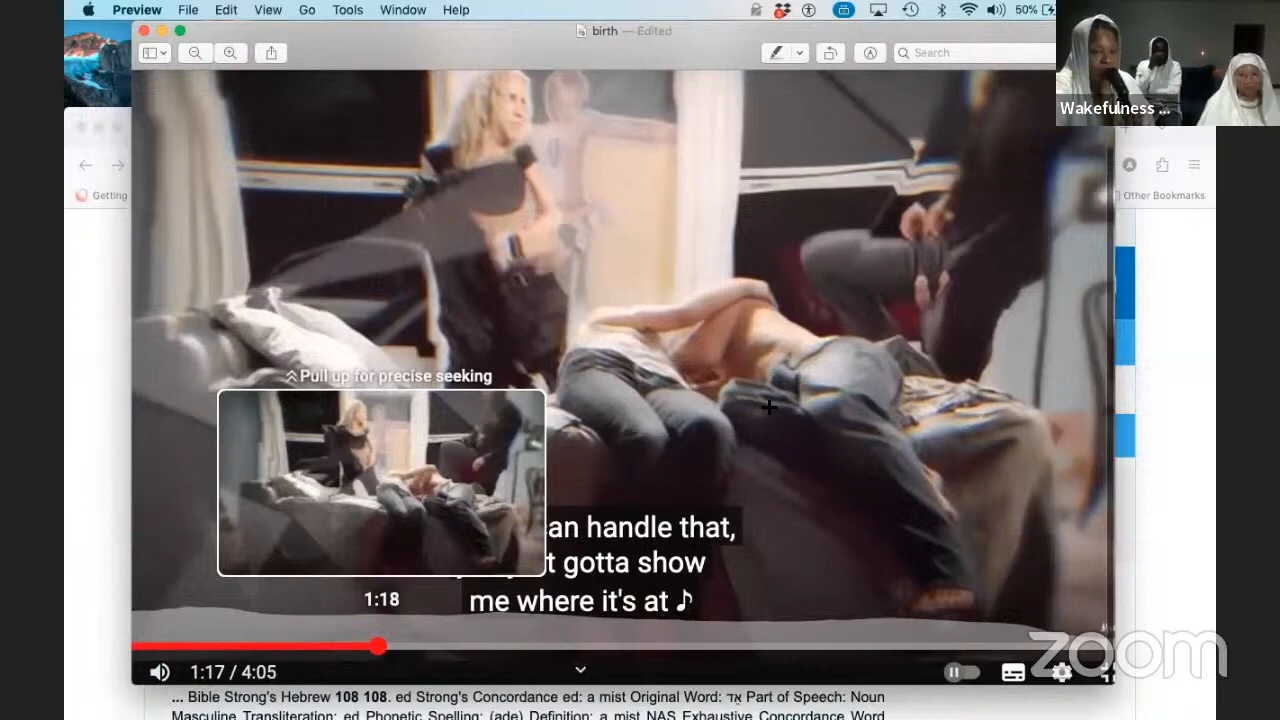 Preview File Edit View Go Tools Window Help
50%
birth — Edited
Search
Wakefulness ...
Getting
Other Bookmarks
Pull up for precise seeking
an handle that,
t gotta show
me where it's at ♪
1:18
1:17 / 4:05
zoom
... Bible Strong's Hebrew 108 108. ed Strong's Concordance ed: a mist Original Word: אֵד Part of Speech: Noun
Masculine Transliteration: ed Phonetic Spelling: (ade) Definition: a mist NAS Exhaustive Concordance Word